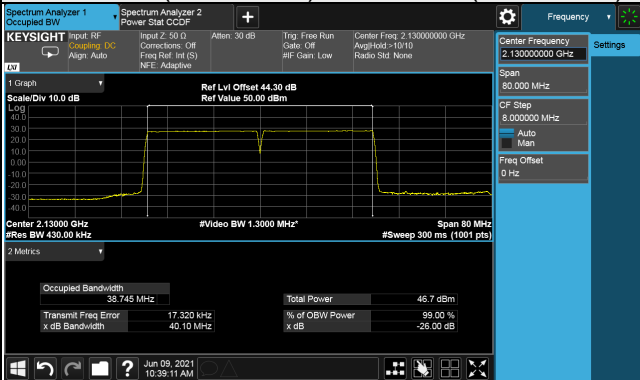 Spectrum Analyzer 1
Occupied BW
Spectrum Analyzer 2
Power Stat CCDF
Frequency
KEYSIGHT
Input: RF
Coupling: DC
Align: Auto
Input Z: 50 Ω
Corrections: Off
Freq Ref: Int (S)
NFE: Adaptive
Atten: 30 dB
Trig: Free Run
Gate: Off
#IF Gain: Low
Center Freq: 2.130000000 GHz
Avg|Hold:>10/10
Radio Std: None
LXI
Center Frequency
2.130000000 GHz
Settings
Span
80.000 MHz
CF Step
8.000000 MHz
Auto
Man
Freq Offset
0 Hz
1 Graph
Scale/Div 10.0 dB
Ref Lvl Offset 44.30 dB
Ref Value 50.00 dBm
Log
40.0
30.0
20.0
10.0
0.00
-10.0
-20.0
-30.0
-40.0
Center 2.13000 GHz
#Res BW 430.00 kHz
#Video BW 1.3000 MHz*
Span 80 MHz
#Sweep 300 ms (1001 pts)
2 Metrics
Occupied Bandwidth
38.745 MHz
Transmit Freq Error 17.320 kHz
x dB Bandwidth 40.10 MHz
Total Power 46.7 dBm
% of OBW Power 99.00 %
x dB -26.00 dB
Jun 09, 2021
10:39:11 AM